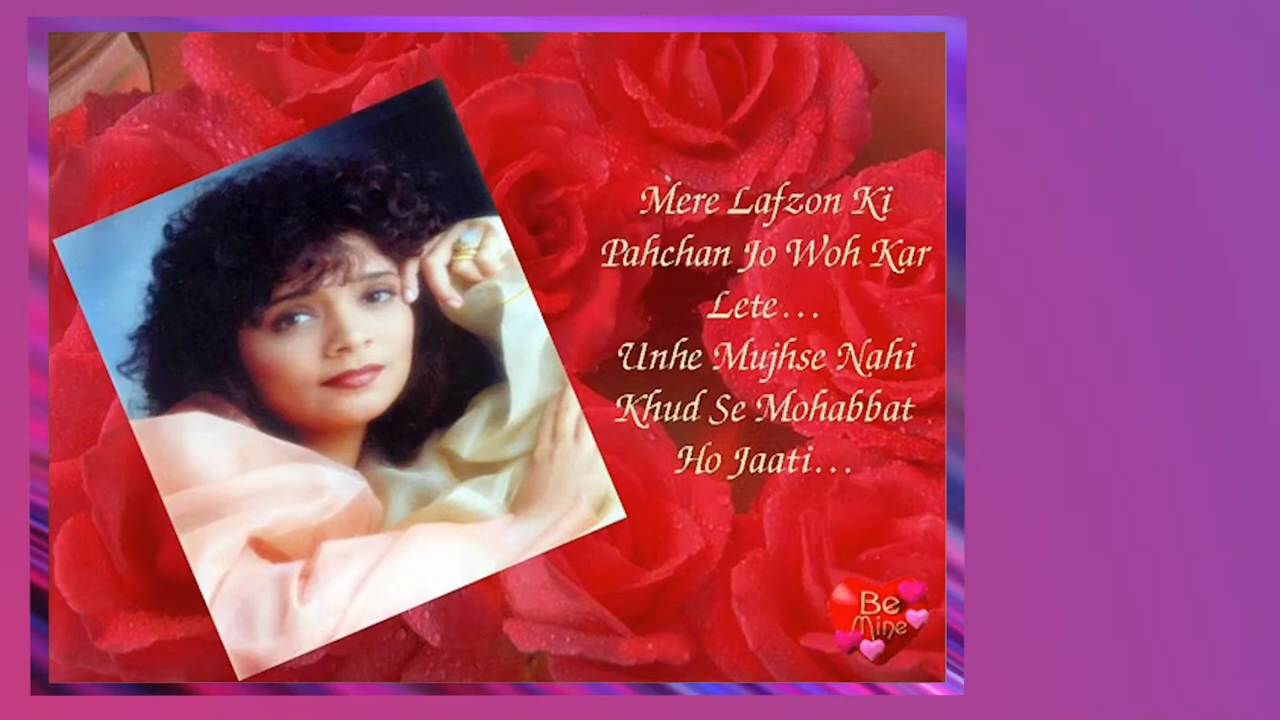 Mere Lafzon Ki
Pahchan Jo Woh Kar
Lete...
Unhe Mujhse Nahi
Khud Se Mohabbat
Ho Jaati...
Be
Mine